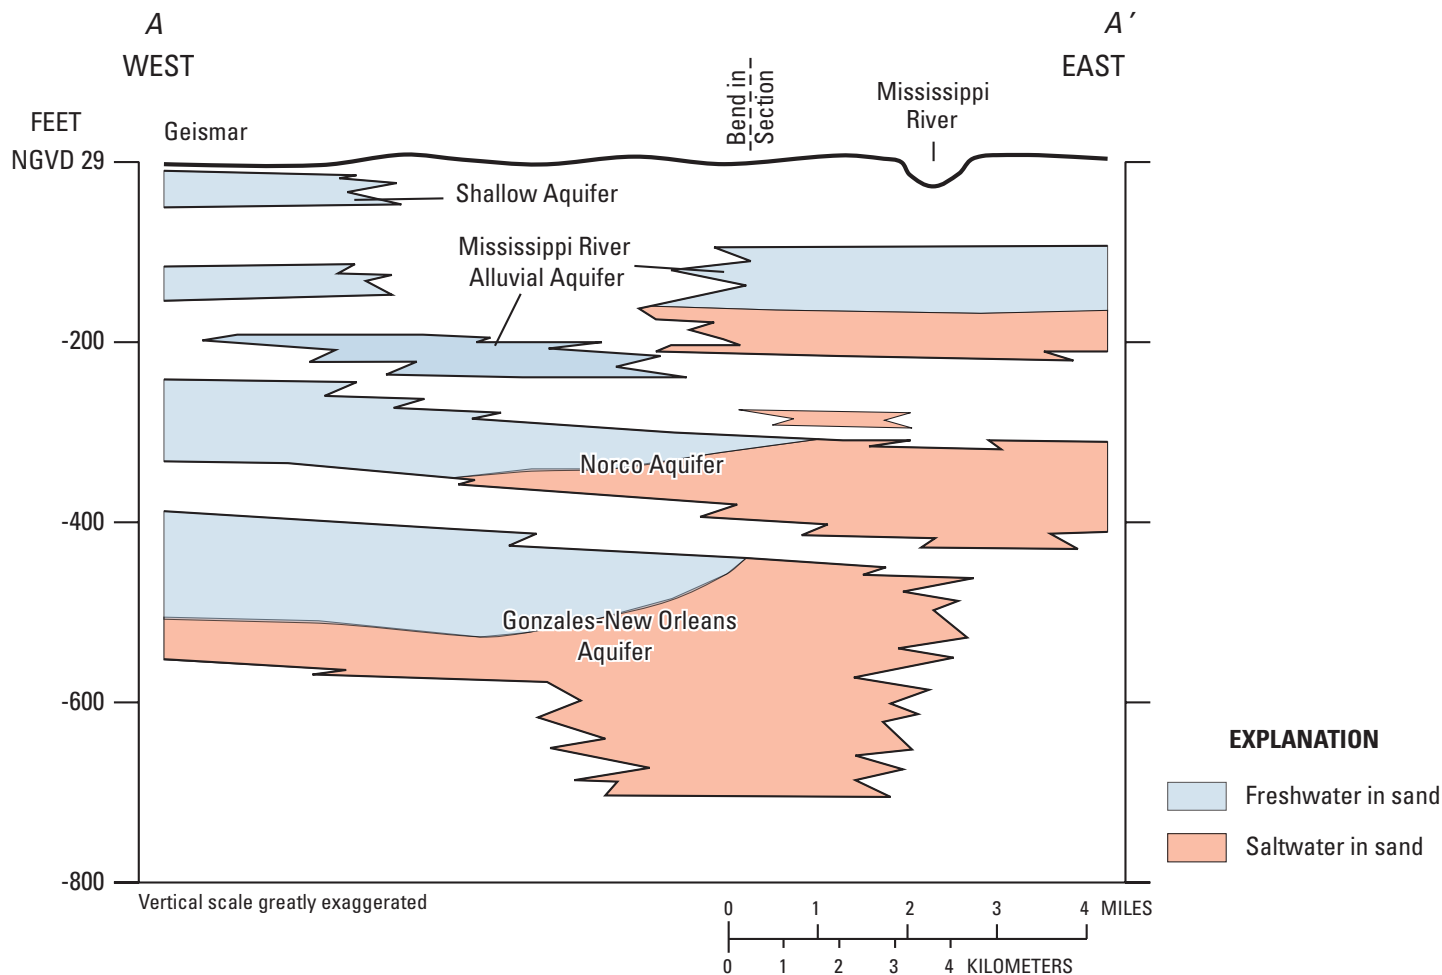 A
A′
WEST
EAST
Bend in
Section
Mississippi
River
FEET
NGVD 29
Geismar
Shallow Aquifer
Mississippi River
Alluvial Aquifer
-200
Norco Aquifer
-400
Gonzales-New Orleans
Aquifer
-600
-800
EXPLANATION
Freshwater in sand
Saltwater in sand
Vertical scale greatly exaggerated
0 1 2 3 4 MILES
0 1 2 3 4 KILOMETERS